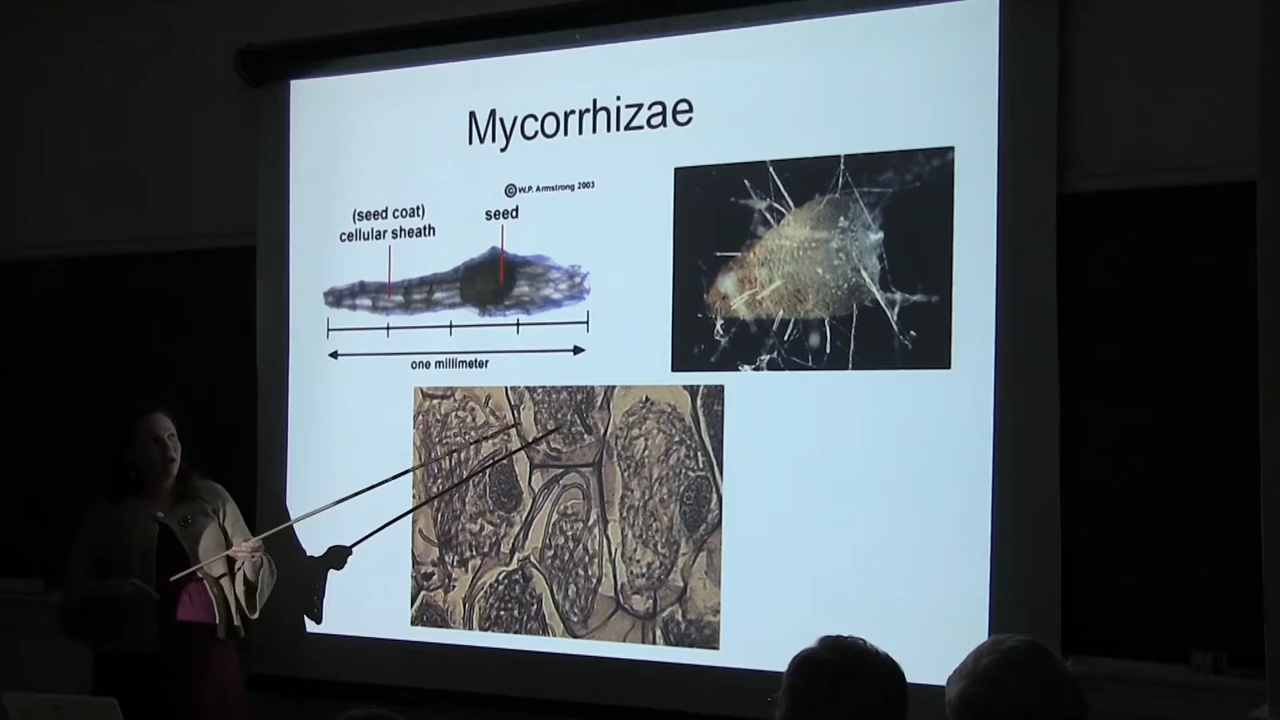 Mycorrhizae
© W.P. Armstrong 2003
(seed coat)
cellular sheath
seed
one millimeter